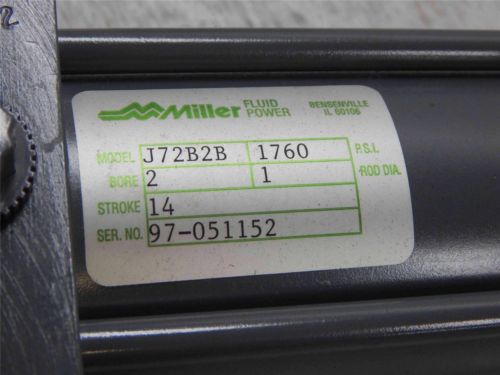 2
Miller FLUID POWER BENSENVILLE IL 60106
MODEL J72B2B 1760 P.S.I.
BORE 2 1 ROD DIA.
STROKE 14
SER. NO. 97-051152